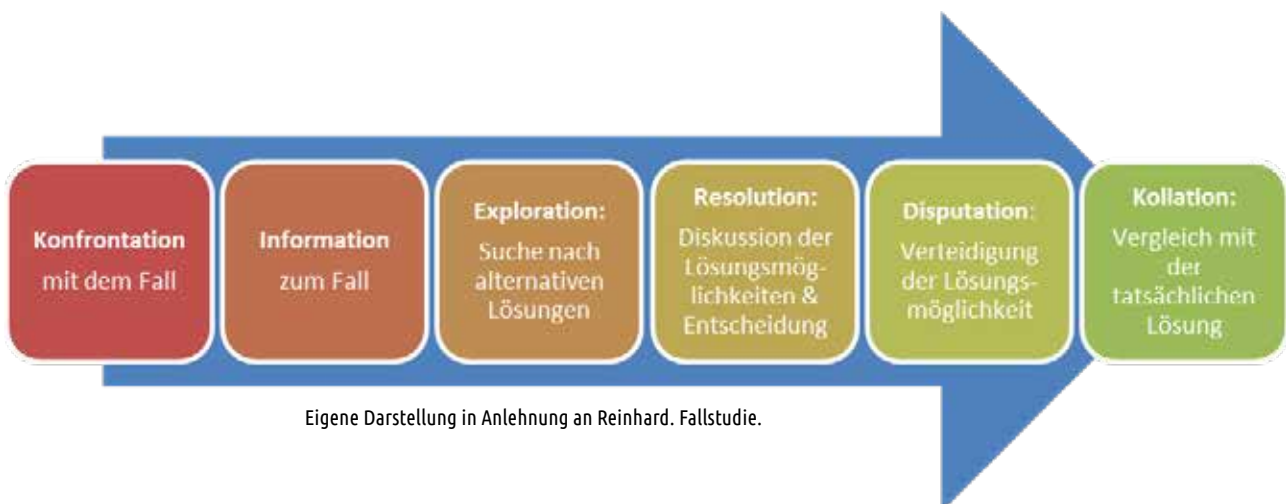 Konfrontation
mit dem Fall
Information
zum Fall
Exploration:
Suche nach
alternativen
Lösungen
Resolution:
Diskussion der
Lösungsmög-
lichkeiten &
Entscheidung
Disputation:
Verteidigung
der Lösungs-
möglichkeit
Kollation:
Vergleich mit
der
tatsächlichen
Lösung
Eigene Darstellung in Anlehnung an Reinhard. Fallstudie.